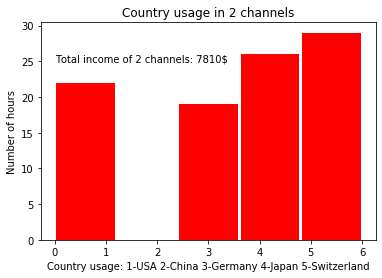 Country usage in 2 channels
30
25
20
15
10
5
0
Number of hours
Total income of 2 channels: 7810$
0 1 2 3 4 5 6
Country usage: 1-USA 2-China 3-Germany 4-Japan 5-Switzerland